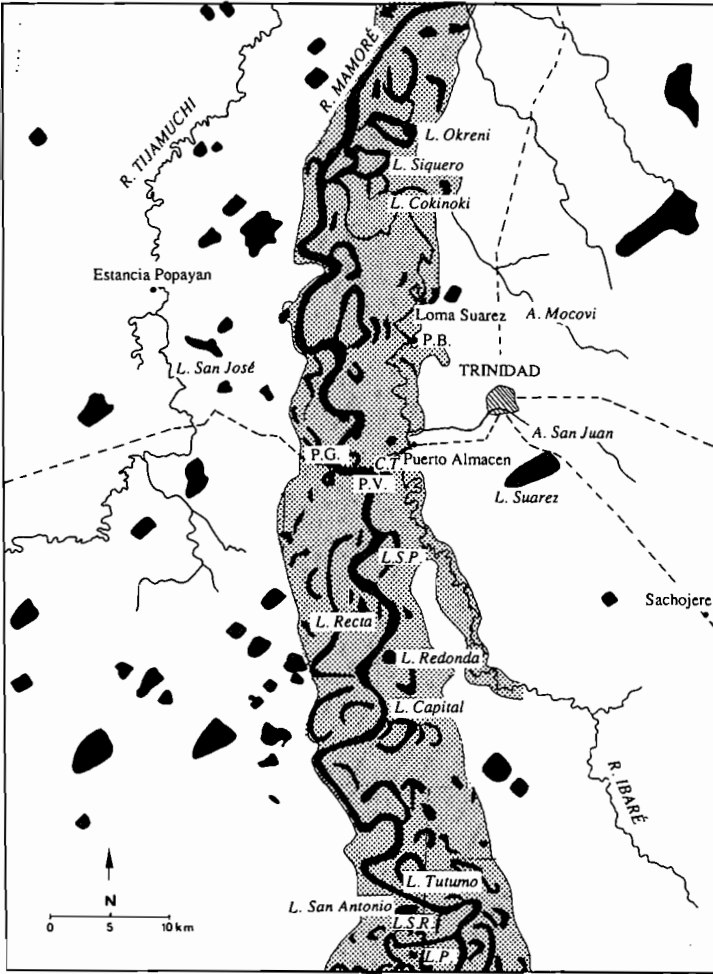 R. MAMORÉ
R. TIJAMUCHI
L. Okreni
L. Siquero
L. Cokinoki
Estancia Popayan
Loma Suarez
A. Mocovi
P.B.
L. San José
TRINIDAD
A. San Juan
P.G.
C.T
Puerto Almacen
P.V.
L. Suarez
L.S.P.
Sachojere
L. Recta
L. Redonda
L. Capital
R. IBARÉ
L. Tutumo
N
L. San Antonio
L.S.R.
0 5 10 km
L.P.